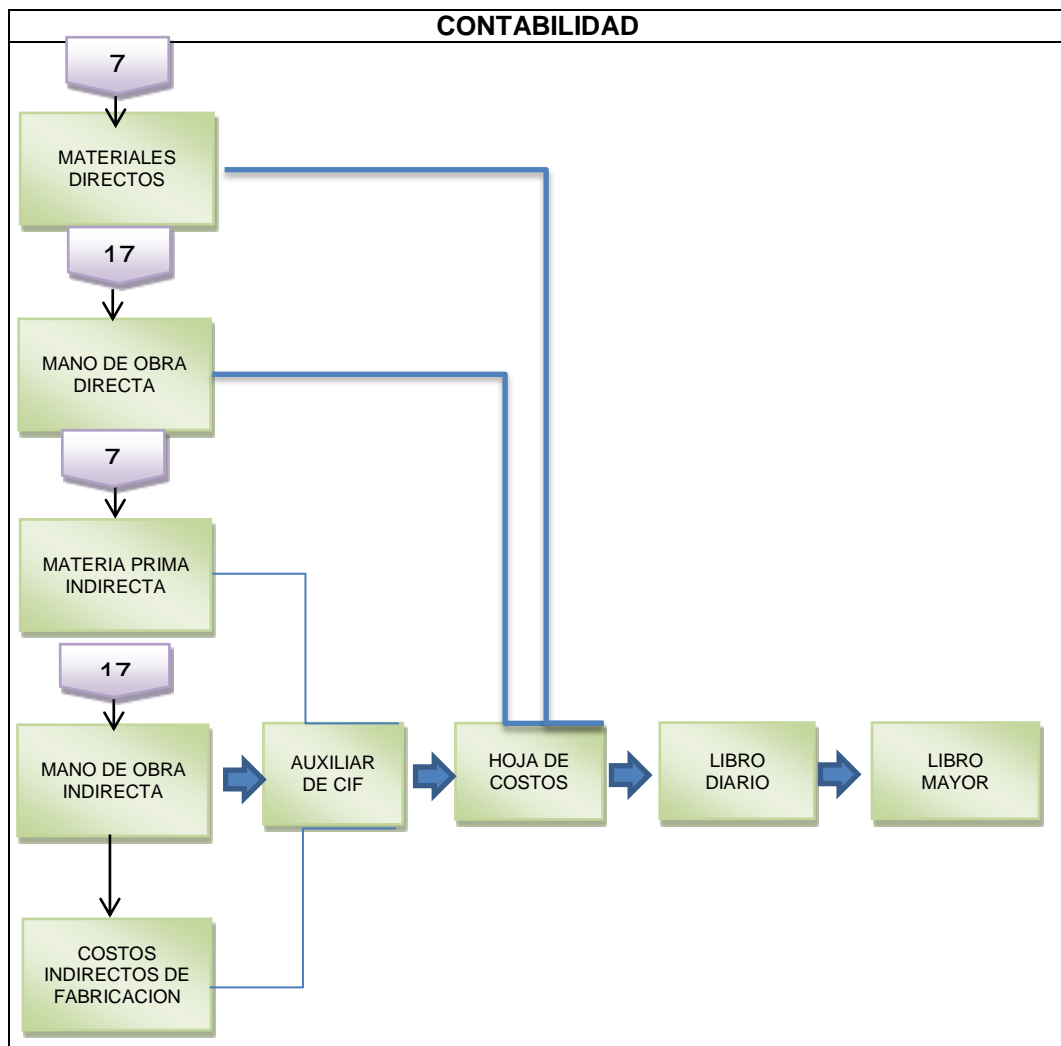 CONTABILIDAD
7
MATERIALES
DIRECTOS
17
MANO DE OBRA
DIRECTA
7
MATERIA PRIMA
INDIRECTA
17
MANO DE OBRA
INDIRECTA
AUXILIAR
DE CIF
HOJA DE
COSTOS
LIBRO
DIARIO
LIBRO
MAYOR
COSTOS
INDIRECTOS DE
FABRICACION